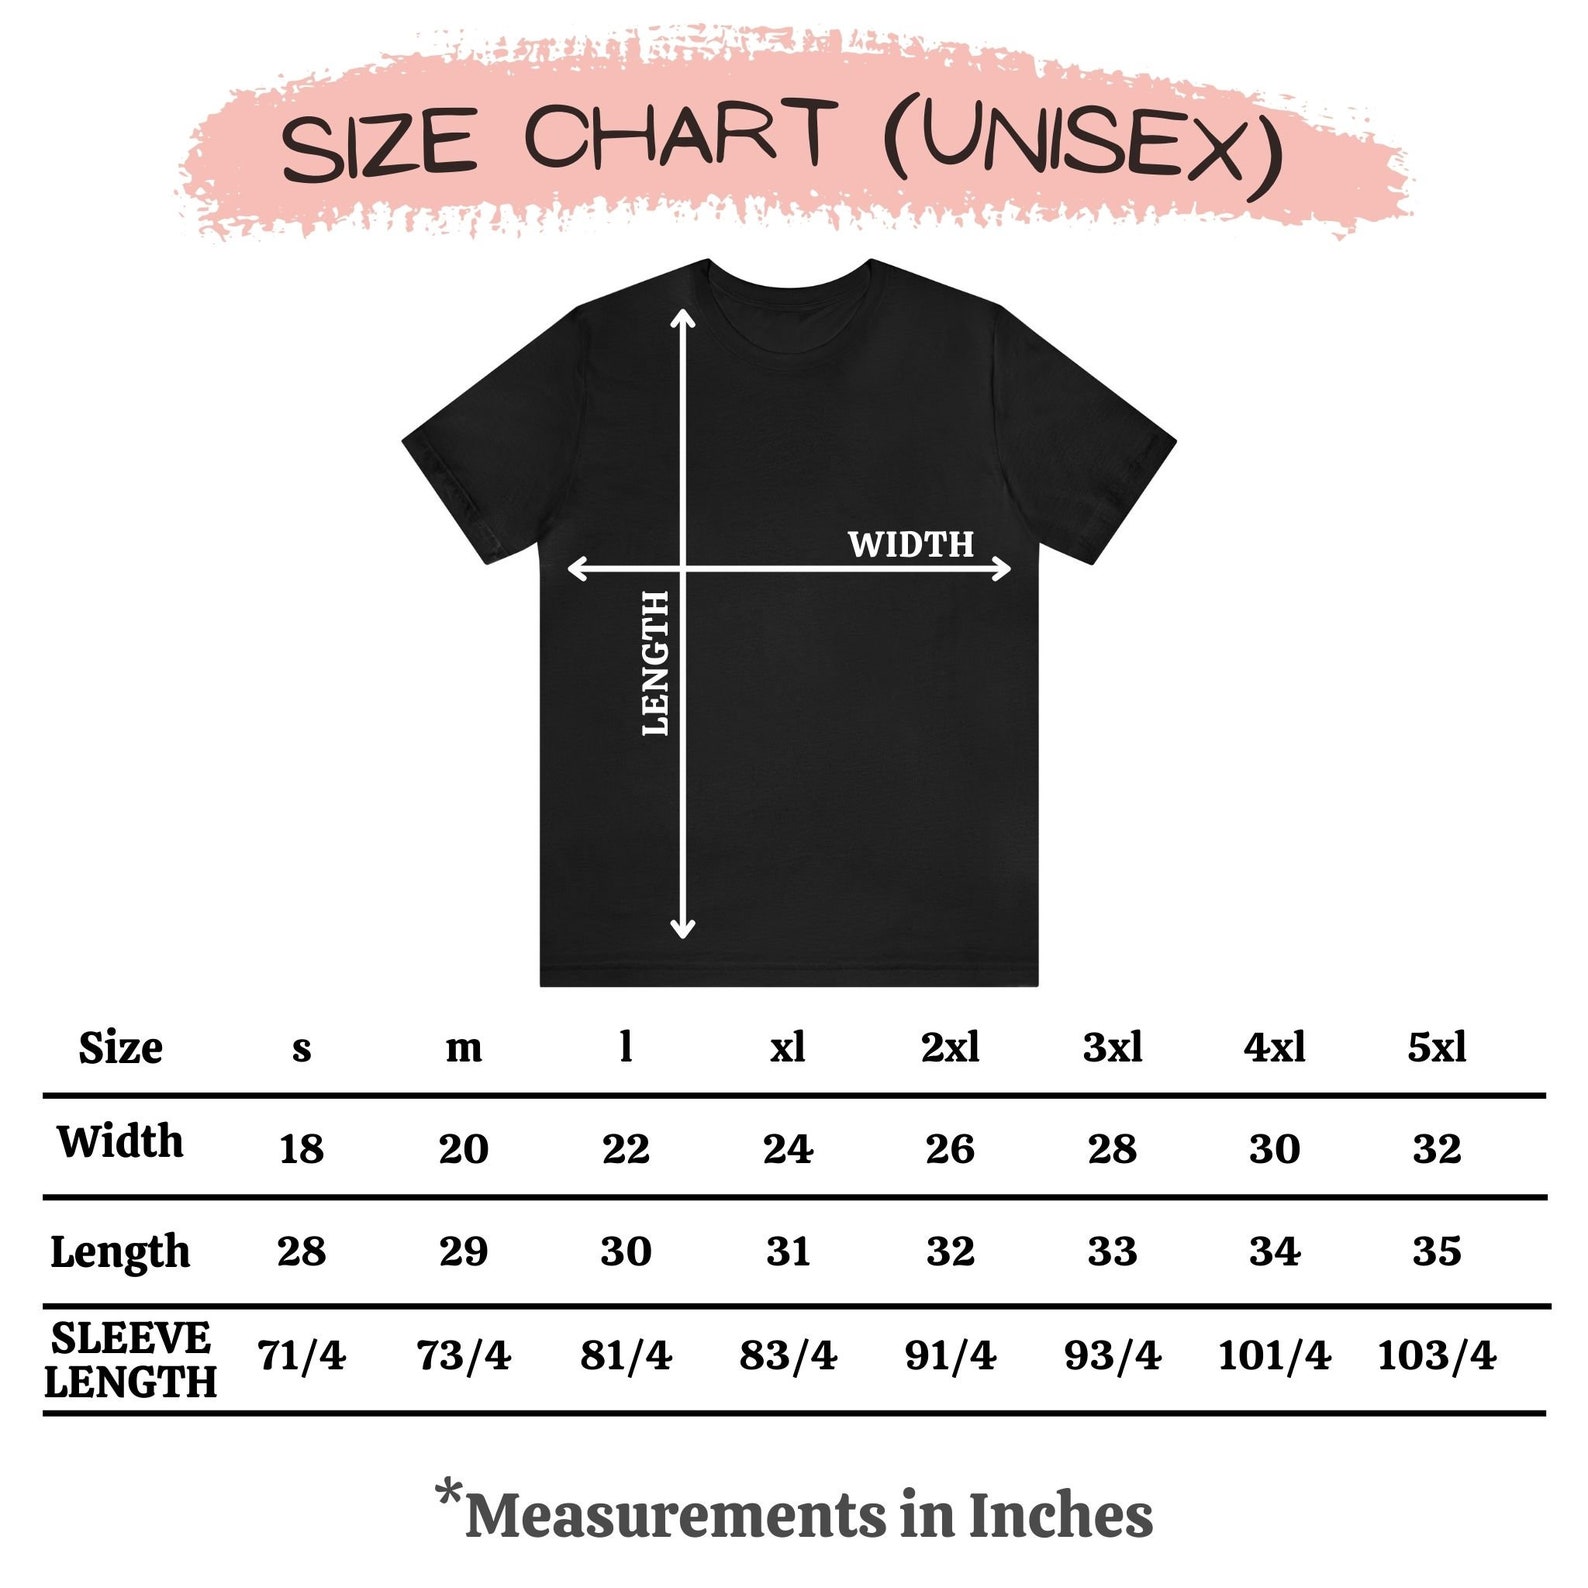 SIZE CHART (UNISEX)
WIDTH
LENGTH
Size s m l xl 2xl 3xl 4xl 5xl
Width 18 20 22 24 26 28 30 32
Length 28 29 30 31 32 33 34 35
SLEEVE
LENGTH 71/4 73/4 81/4 83/4 91/4 93/4 101/4 103/4
*Measurements in Inches